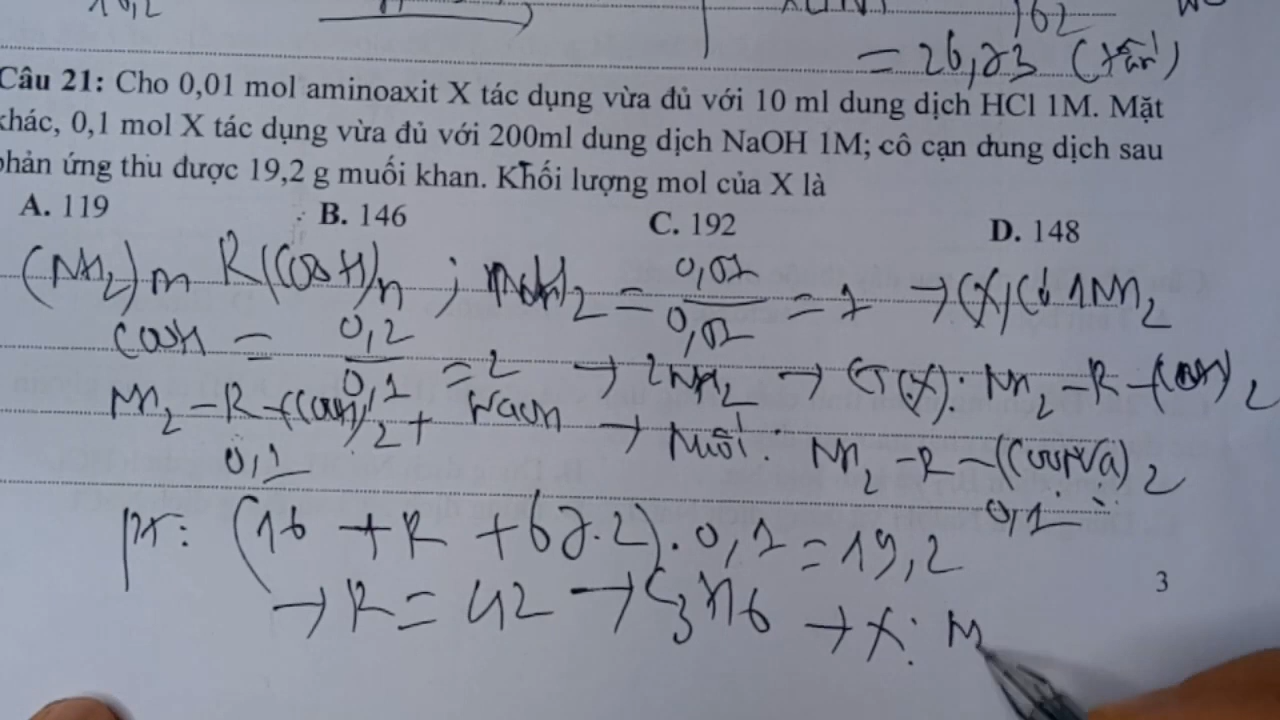 162
= 26,73 (tấn)
Câu 21: Cho 0,01 mol aminoaxit X tác dụng vừa đủ với 10 ml dung dịch HCl 1M. Mặt
khác, 0,1 mol X tác dụng vừa đủ với 200ml dung dịch NaOH 1M; cô cạn dung dịch sau
phản ứng thu được 19,2 g muối khan. Khối lượng mol của X là
A. 119 B. 146 C. 192 D. 148
(NH2)m R(COOH)n ; = 0,01 / 0,01 = 1 → (X) có 1NH2
COOH = 0,2 / 0,1 = 2 → 2NH2 → CT(X): NH2 - R - (COOH)2
NH2 - R - (COOH)2 + NaOH → Muối: NH2 - R - (COONa)2
0,1 0,1
PT: (16 + R + 67.2).0,1 = 19,2
3
→ R = 42 → C3H6 → X: N